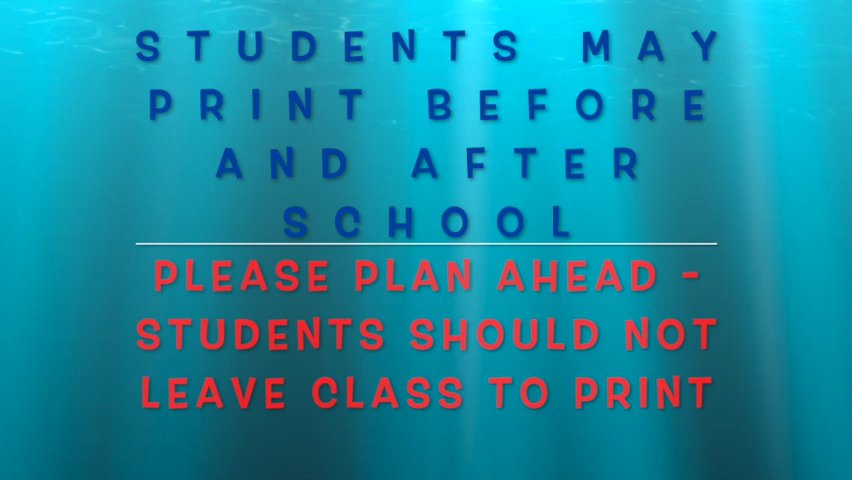 STUDENTS MAY
PRINT BEFORE
AND AFTER
SCHOOL
PLEASE PLAN AHEAD -
STUDENTS SHOULD NOT
LEAVE CLASS TO PRINT